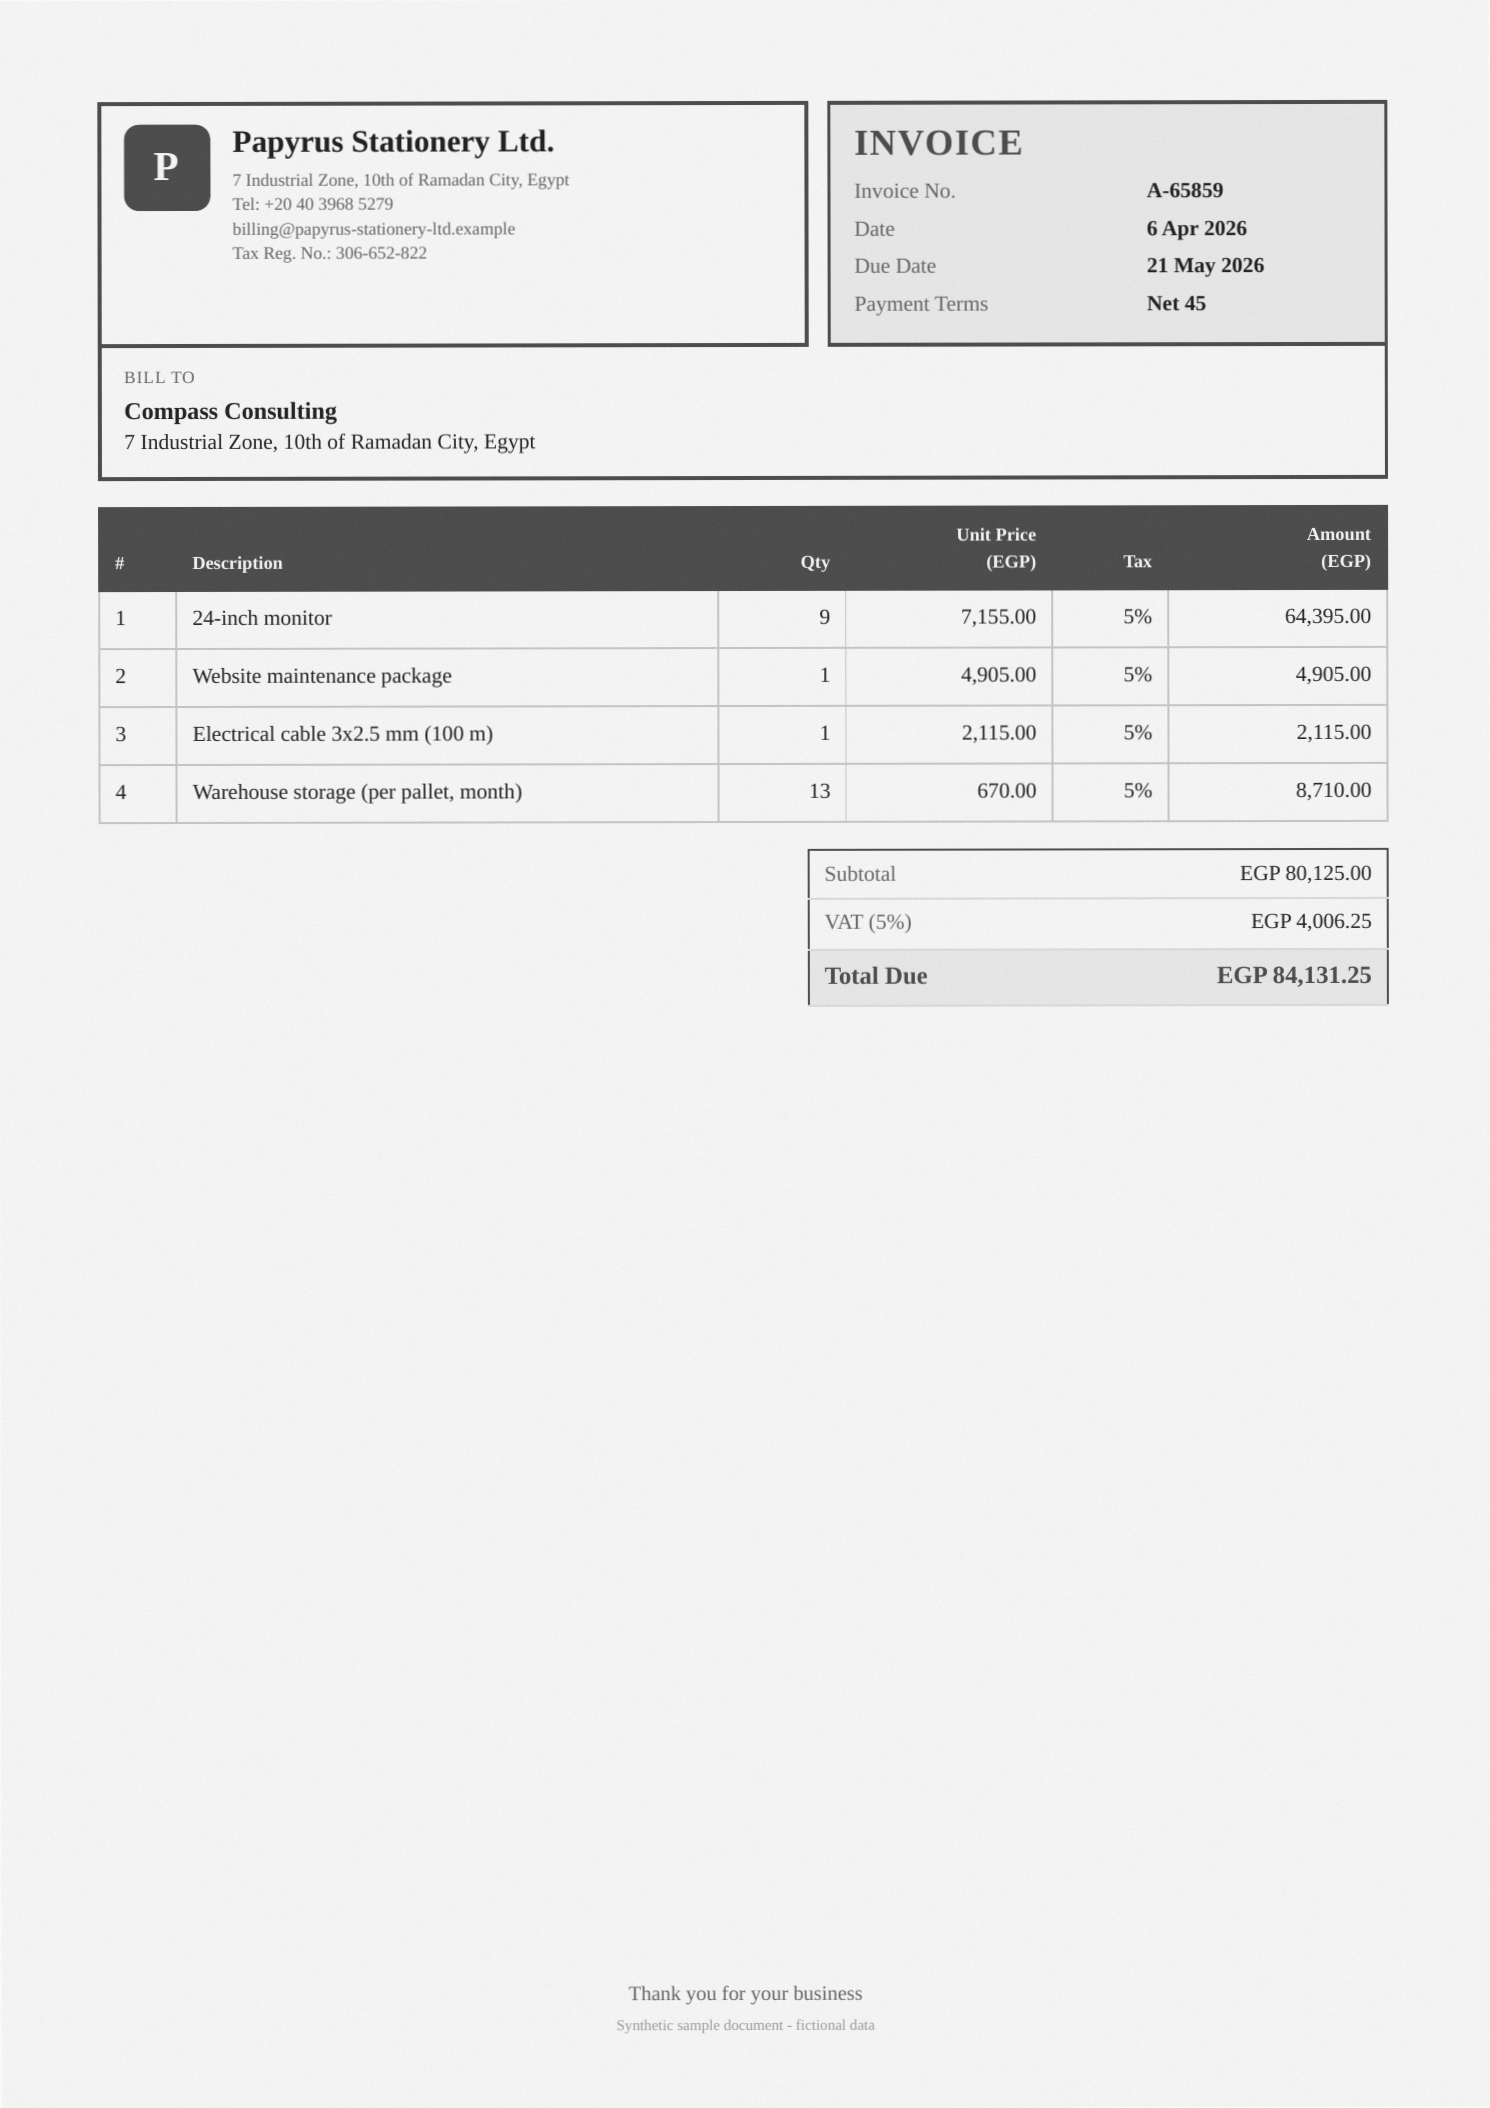 P
Papyrus Stationery Ltd.
7 Industrial Zone, 10th of Ramadan City, Egypt
Tel: +20 40 3968 5279
billing@papyrus-stationery-ltd.example
Tax Reg. No.: 306-652-822
INVOICE
Invoice No. A-65859
Date 6 Apr 2026
Due Date 21 May 2026
Payment Terms Net 45
BILL TO
Compass Consulting
7 Industrial Zone, 10th of Ramadan City, Egypt
# Description Qty Unit Price (EGP) Tax Amount (EGP)
1 24-inch monitor 9 7,155.00 5% 64,395.00
2 Website maintenance package 1 4,905.00 5% 4,905.00
3 Electrical cable 3x2.5 mm (100 m) 1 2,115.00 5% 2,115.00
4 Warehouse storage (per pallet, month) 13 670.00 5% 8,710.00
Subtotal EGP 80,125.00
VAT (5%) EGP 4,006.25
Total Due EGP 84,131.25
Thank you for your business
Synthetic sample document - fictional data